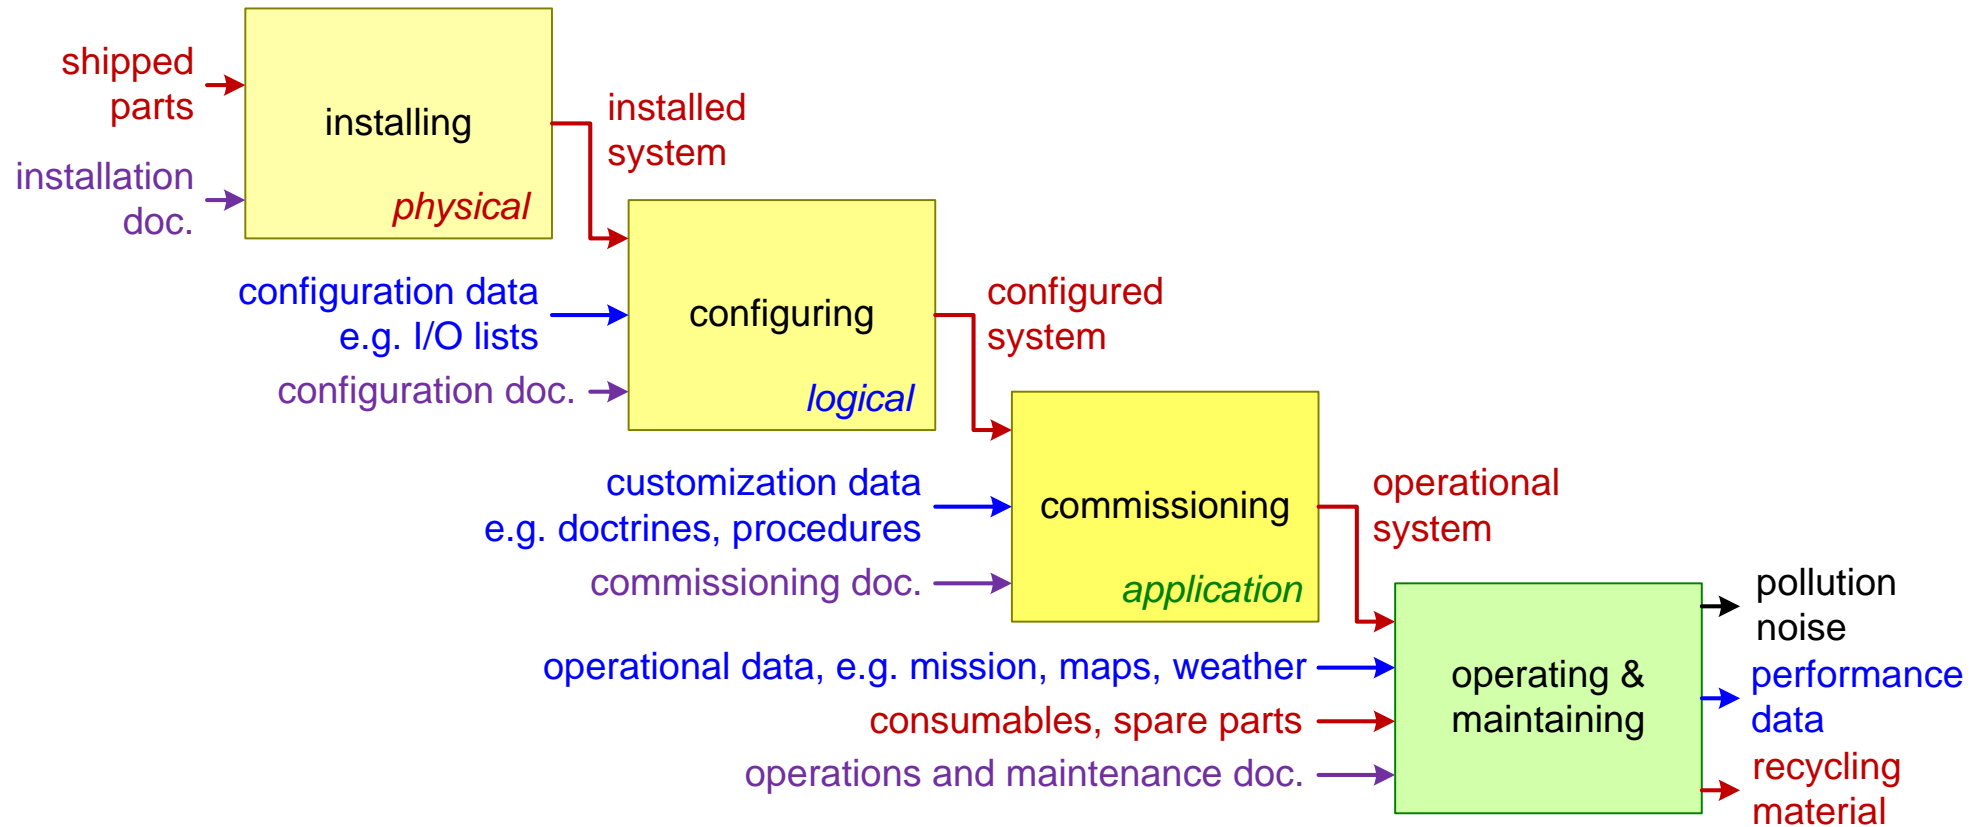 shipped
parts
installing
installed
system
installation
doc.
physical
configuration data
e.g. I/O lists
configuring
configured
system
configuration doc.
logical
customization data
e.g. doctrines, procedures
commissioning
operational
system
commissioning doc.
application
operational data, e.g. mission, maps, weather
consumables, spare parts
operations and maintenance doc.
operating &
maintaining
pollution
noise
performance
data
recycling
material